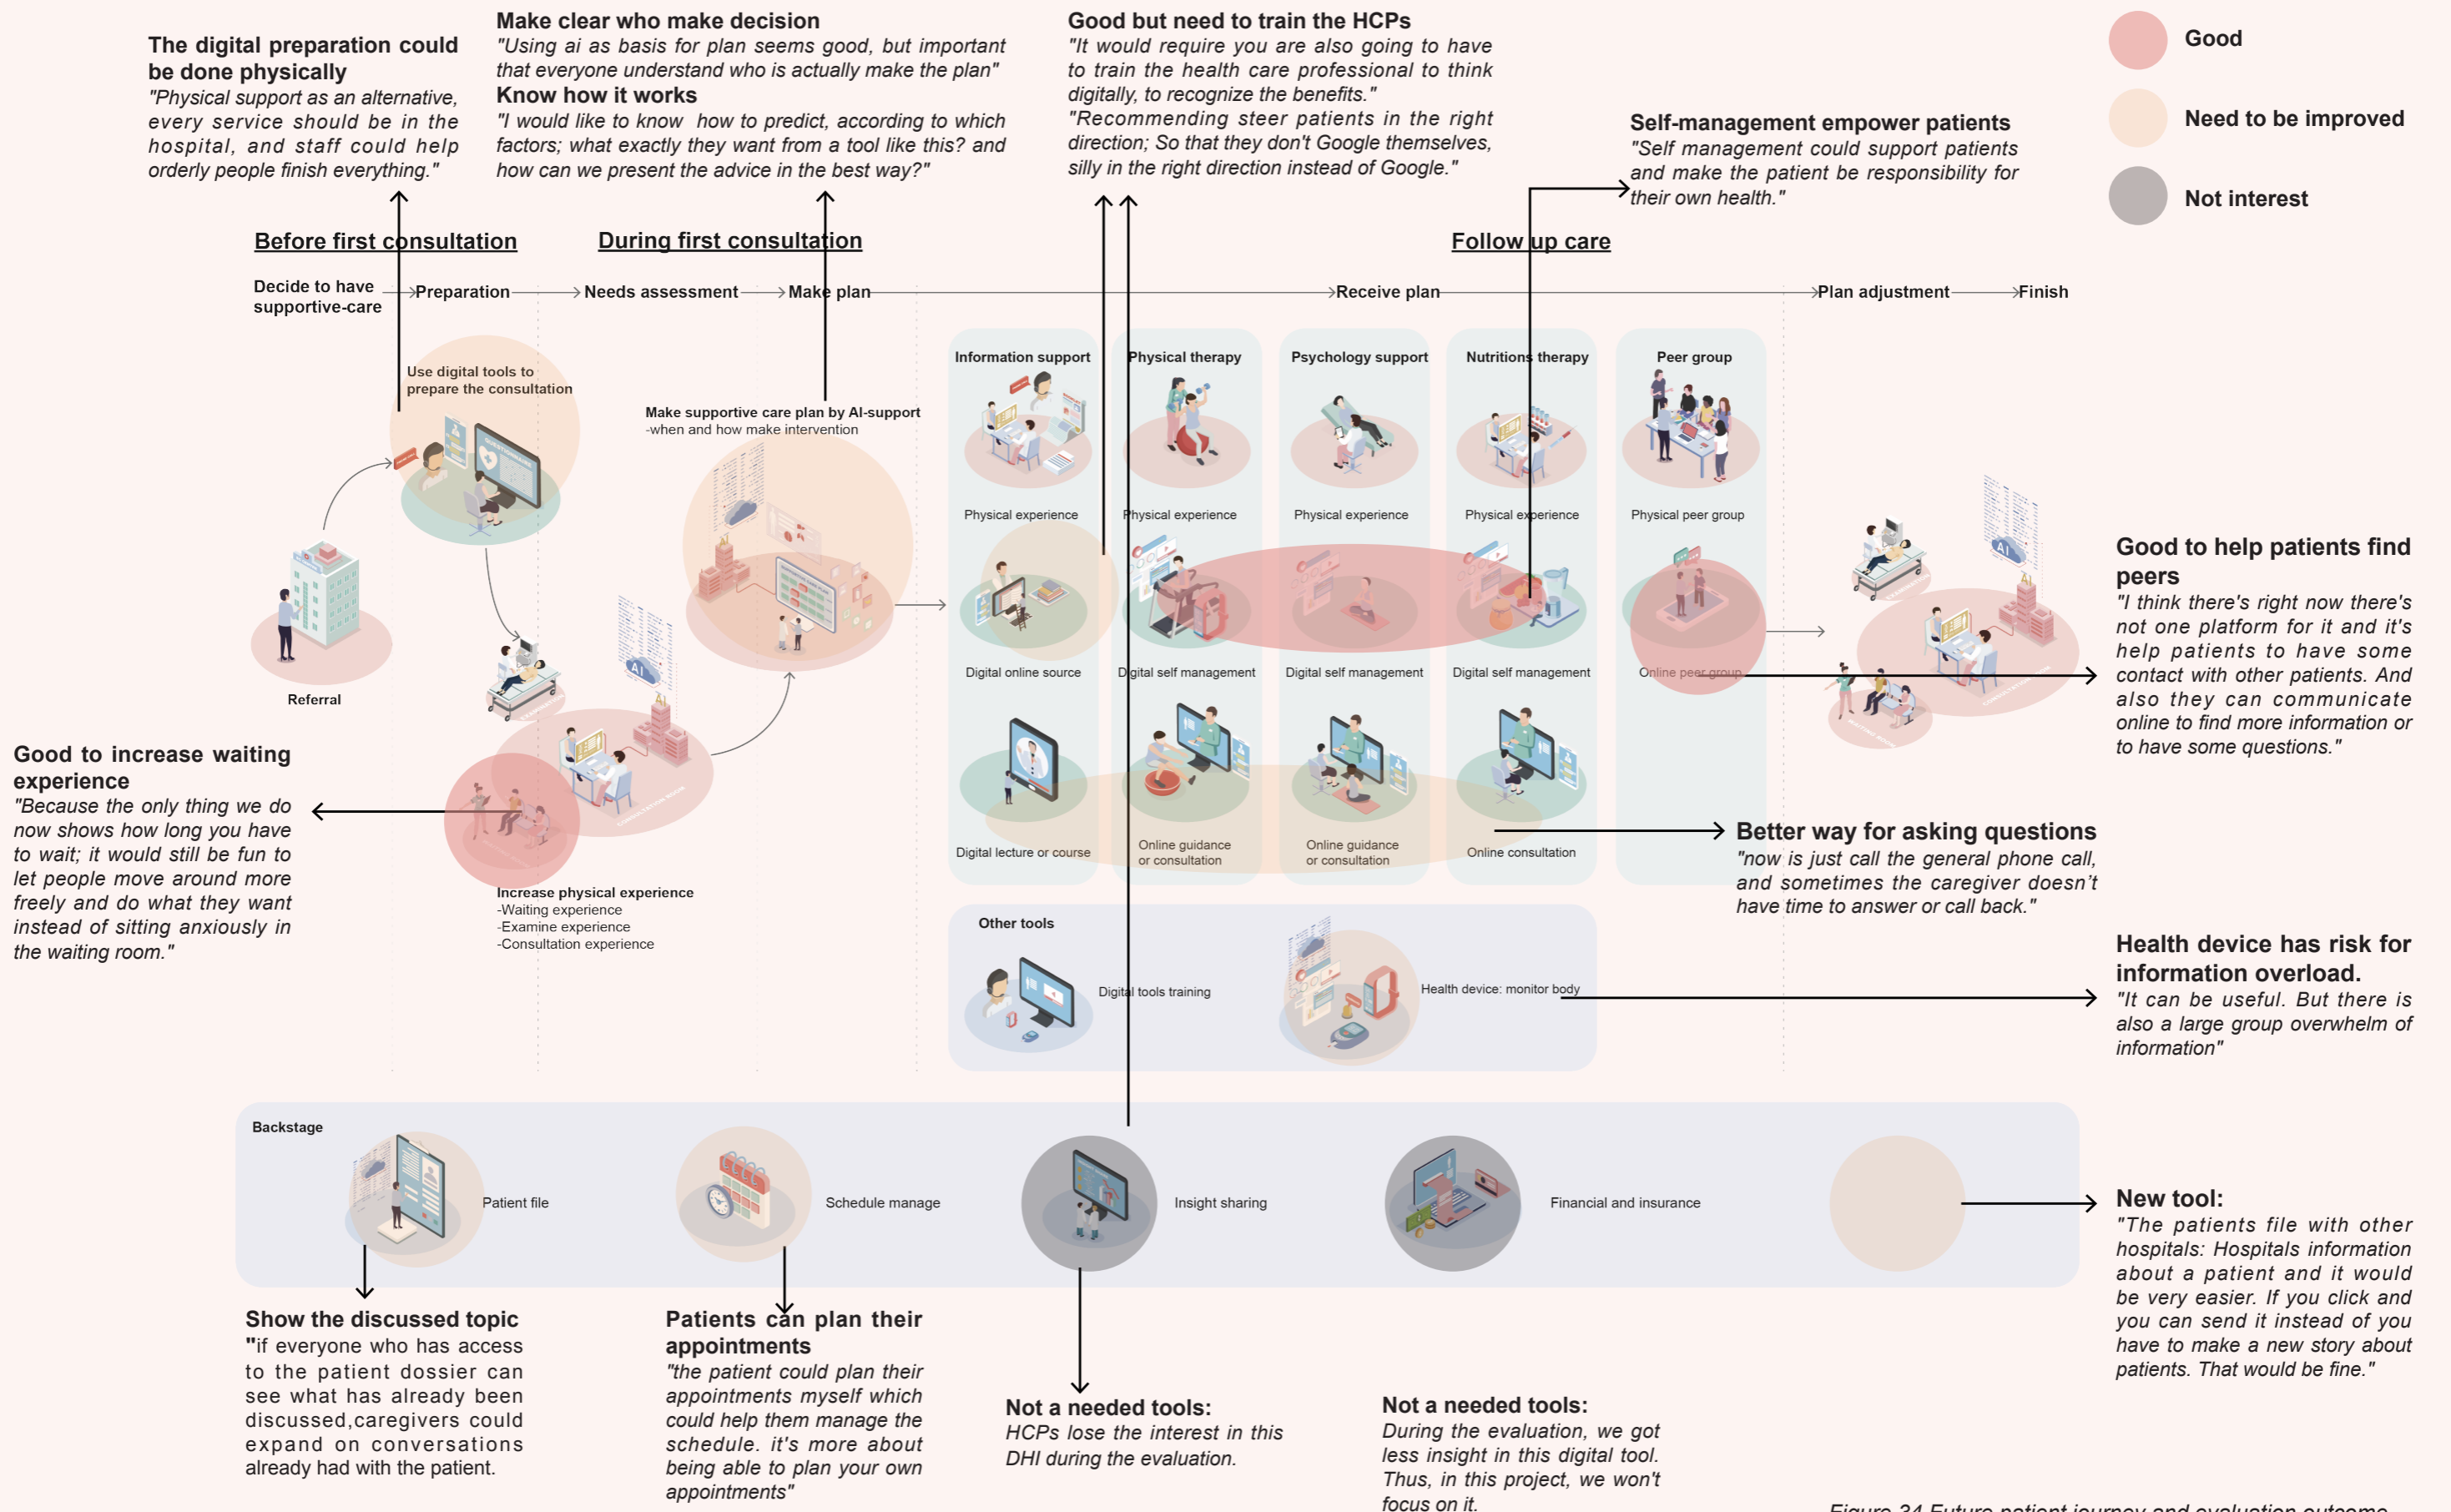 The digital preparation could
be done physically
"Physical support as an alternative,
every service should be in the
hospital, and staff could help
orderly people finish everything."
Make clear who make decision
"Using ai as basis for plan seems good, but important
that everyone understand who is actually make the plan"
Know how it works
"I would like to know how to predict, according to which
factors; what exactly they want from a tool like this? and
how can we present the advice in the best way?"
Good but need to train the HCPs
"It would require you are also going to have
to train the health care professional to think
digitally, to recognize the benefits."
"Recommending steer patients in the right
direction; So that they don't Google themselves,
silly in the right direction instead of Google."
Self-management empower patients
"Self management could support patients
and make the patient be responsibility for
their own health."
Good
Need to be improved
Not interest
Before first consultation
During first consultation
Follow up care
Decide to have
supportive-care
Preparation
Needs assessment
Make plan
Receive plan
Plan adjustment
Finish
Use digital tools to
prepare the consultation
QUESTIONNAIRE
Make supportive care plan by AI-support
-when and how make intervention
Information support
Physical therapy
Psychology support
Nutritions therapy
Peer group
Physical experience
Physical experience
Physical experience
Physical experience
Physical peer group
Digital online source
Digital self management
Digital self management
Digital self management
Online peer group
Digital lecture or course
Online guidance
or consultation
Online guidance
or consultation
Online consultation
Referral
AI
AI
CONSULTATION ROOM
AI
AI
Good to increase waiting
experience
"Because the only thing we do
now shows how long you have
to wait; it would still be fun to
let people move around more
freely and do what they want
instead of sitting anxiously in
the waiting room."
Increase physical experience
-Waiting experience
-Examine experience
-Consultation experience
Good to help patients find
peers
"I think there's right now there's
not one platform for it and it's
help patients to have some
contact with other patients. And
also they can communicate
online to find more information or
to have some questions."
Better way for asking questions
"now is just call the general phone call,
and sometimes the caregiver doesn't
have time to answer or call back."
Other tools
Digital tools training
Health device: monitor body
Health device has risk for
information overload.
"It can be useful. But there is
also a large group overwhelm of
information"
Backstage
Patient file
Schedule manage
Insight sharing
Financial and insurance
New tool:
"The patients file with other
hospitals: Hospitals information
about a patient and it would
be very easier. If you click and
you can send it instead of you
have to make a new story about
patients. That would be fine."
Show the discussed topic
"if everyone who has access
to the patient dossier can
see what has already been
discussed,caregivers could
expand on conversations
already had with the patient.
Patients can plan their
appointments
"the patient could plan their
appointments myself which
could help them manage the
schedule. it's more about
being able to plan your own
appointments"
Not a needed tools:
HCPs lose the interest in this
DHI during the evaluation.
Not a needed tools:
During the evaluation, we got
less insight in this digital tool.
Thus, in this project, we won't
focus on it.
Figure 34 Future patient journey and evaluation outcome